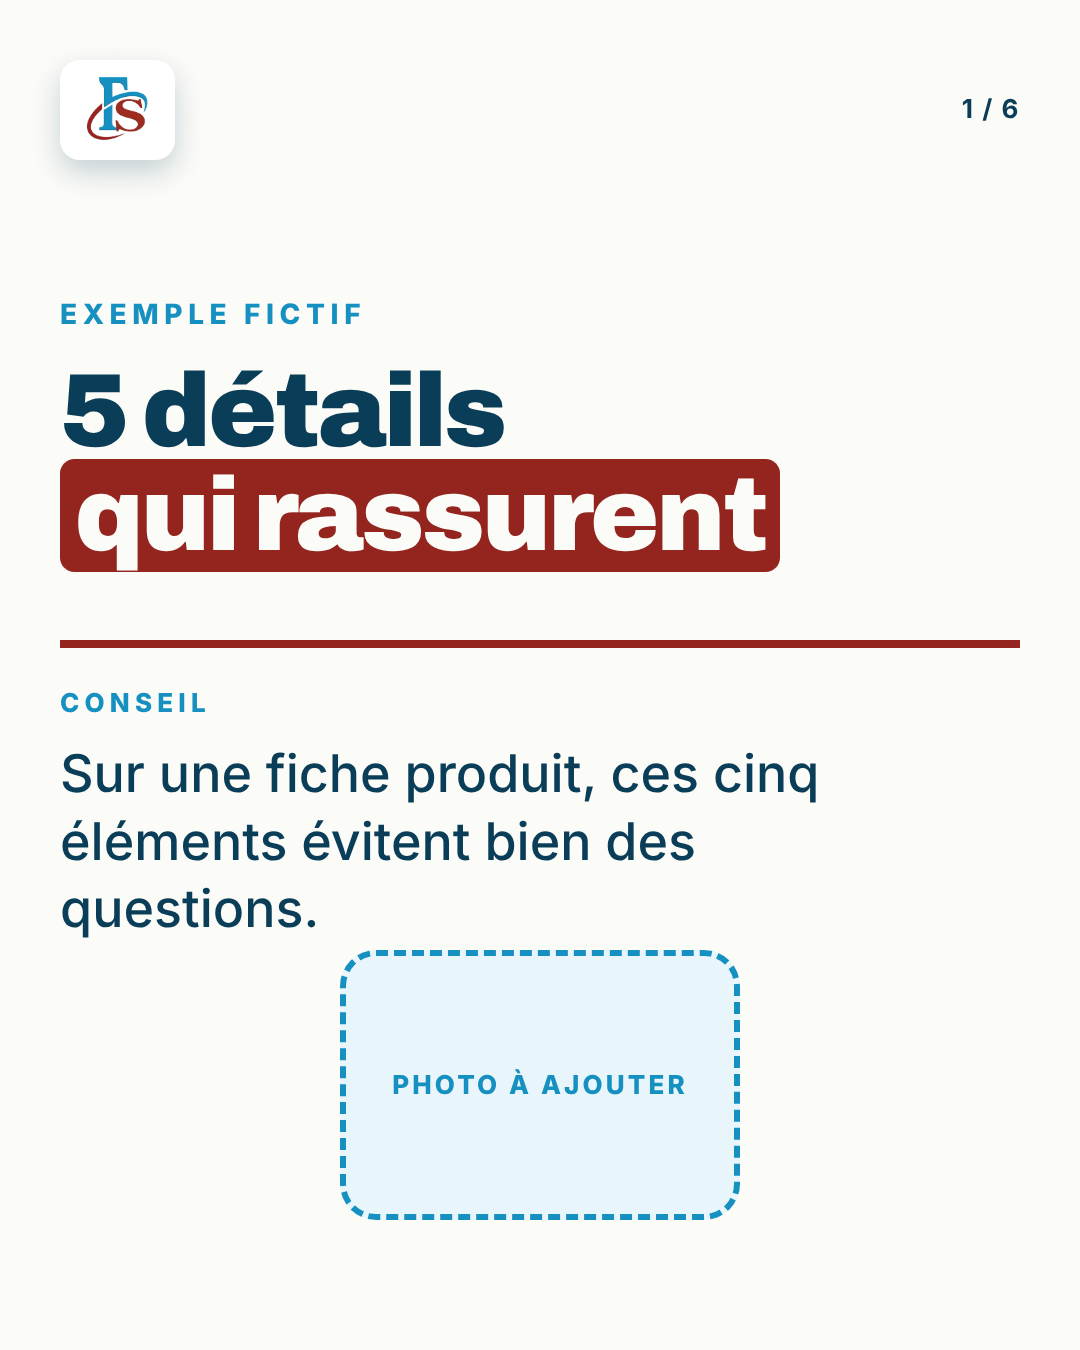 FS
1 / 6
EXEMPLE FICTIF
5 détails
qui rassurent
CONSEIL
Sur une fiche produit, ces cinq
éléments évitent bien des
questions.
PHOTO À AJOUTER